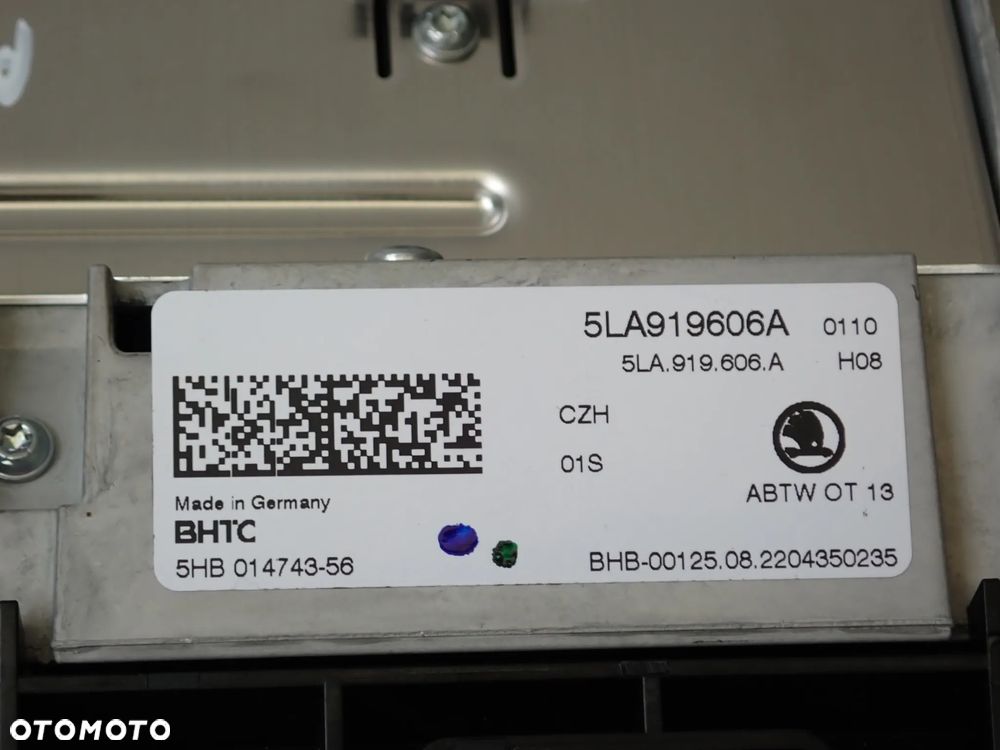 5LA919606A 0110
5LA.919.606.A H08
CZH
01S
ABTW OT 13
Made in Germany
BHTC
5HB 014743-56
BHB-00125.08.2204350235
OTOMOTO